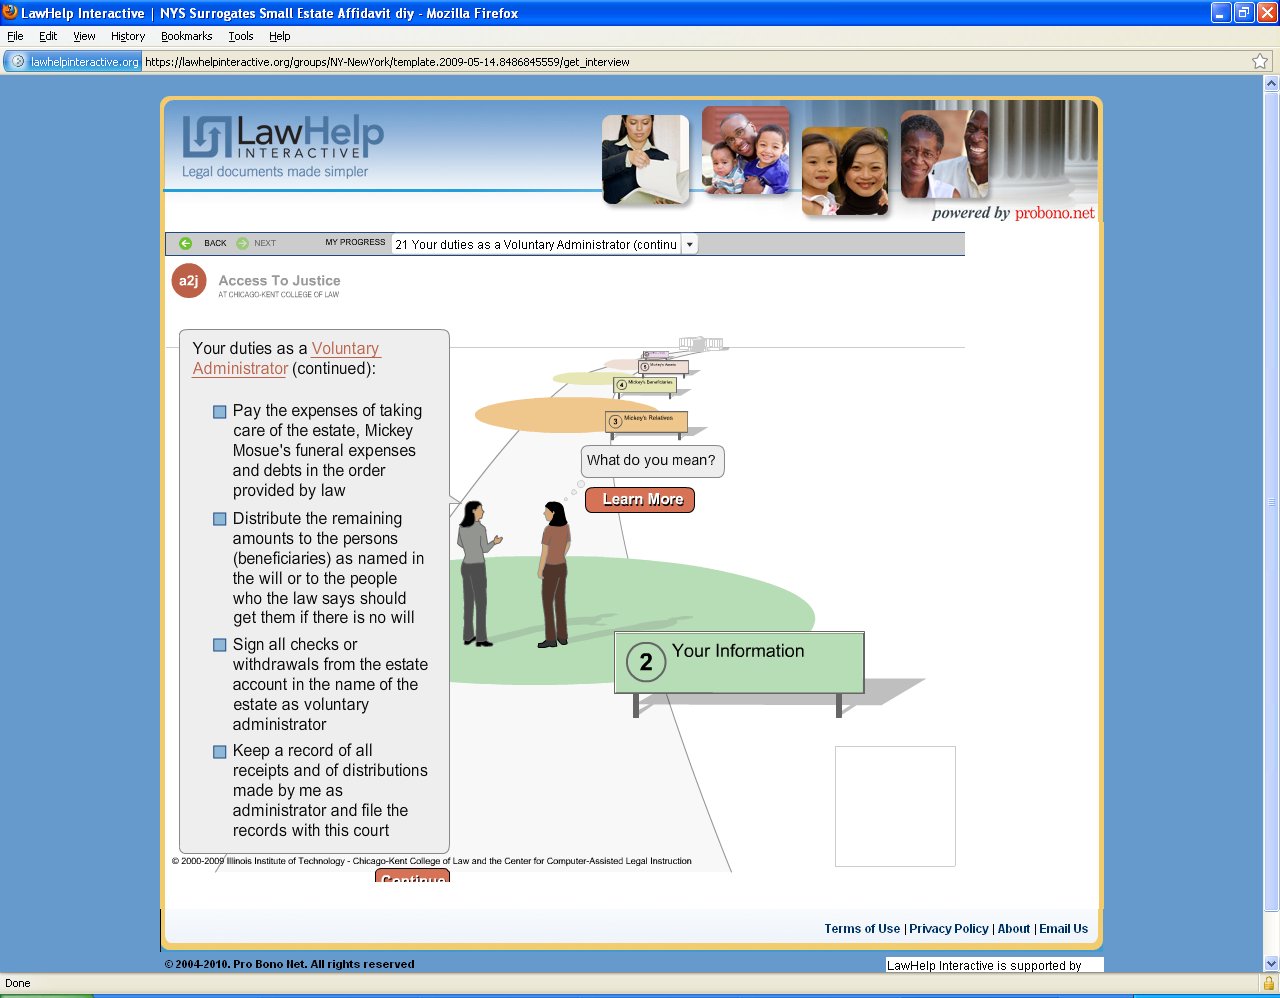 LawHelp Interactive | NYS Surrogates Small Estate Affidavit diy - Mozilla Firefox
File Edit View History Bookmarks Tools Help
lawhelpinteractive.org https://lawhelpinteractive.org/groups/NY-NewYork/template.2009-05-14.8486845559/get_interview
LawHelp
INTERACTIVE
Legal documents made simpler
powered by probono.net
BACK NEXT MY PROGRESS 21 Your duties as a Voluntary Administrator (continu
a2j Access To Justice
AT CHICAGO-KENT COLLEGE OF LAW
Your duties as a Voluntary
Administrator (continued):
Pay the expenses of taking
care of the estate, Mickey
Mosue's funeral expenses
and debts in the order
provided by law
Distribute the remaining
amounts to the persons
(beneficiaries) as named in
the will or to the people
who the law says should
get them if there is no will
Sign all checks or
withdrawals from the estate
account in the name of the
estate as voluntary
administrator
Keep a record of all
receipts and of distributions
made by me as
administrator and file the
records with this court
5 Mickey's Assets
4 Mickey's Beneficiaries
3 Mickey's Relatives
What do you mean?
Learn More
2 Your Information
© 2000-2009 Illinois Institute of Technology - Chicago-Kent College of Law and the Center for Computer-Assisted Legal Instruction
Continue
Terms of Use | Privacy Policy | About | Email Us
© 2004-2010. Pro Bono Net. All rights reserved
LawHelp Interactive is supported by
Done